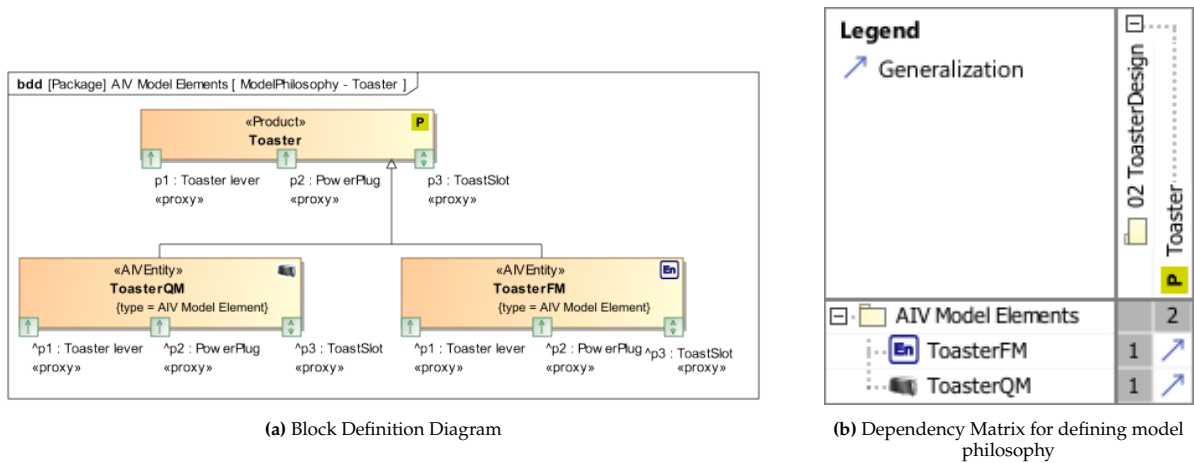 bdd [Package] AIV Model Elements [ ModelPhilosophy - Toaster ]
«Product»
P
Toaster
p1 : Toaster lever
«proxy»
p2 : PowerPlug
«proxy»
p3 : ToastSlot
«proxy»
«AIVEntity»
ToasterQM
{type = AIV Model Element}
^p1 : Toaster lever
«proxy»
^p2 : PowerPlug
«proxy»
^p3 : ToastSlot
«proxy»
«AIVEntity»
En
ToasterFM
{type = AIV Model Element}
^p1 : Toaster lever
«proxy»
^p2 : PowerPlug
«proxy»
^p3 : ToastSlot
«proxy»
(a) Block Definition Diagram
Legend
Generalization
02 ToasterDesign
P Toaster
AIV Model Elements 2
En ToasterFM 1
ToasterQM 1
(b) Dependency Matrix for defining model
philosophy